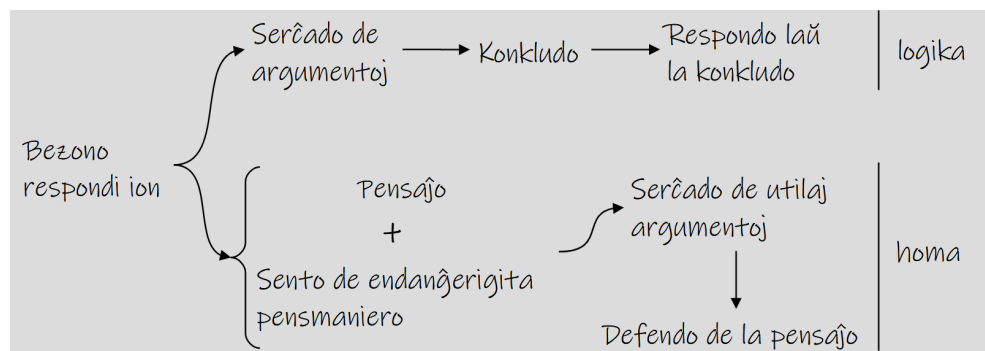 Serĉado de
argumentoj
Konkludo
Respondo laŭ
la konkludo
logika
Bezono
respondi ion
Pensaĵo
+
Sento de endanĝerigita
pensmaniero
Serĉado de utilaj
argumentoj
Defendo de la pensaĵo
homa